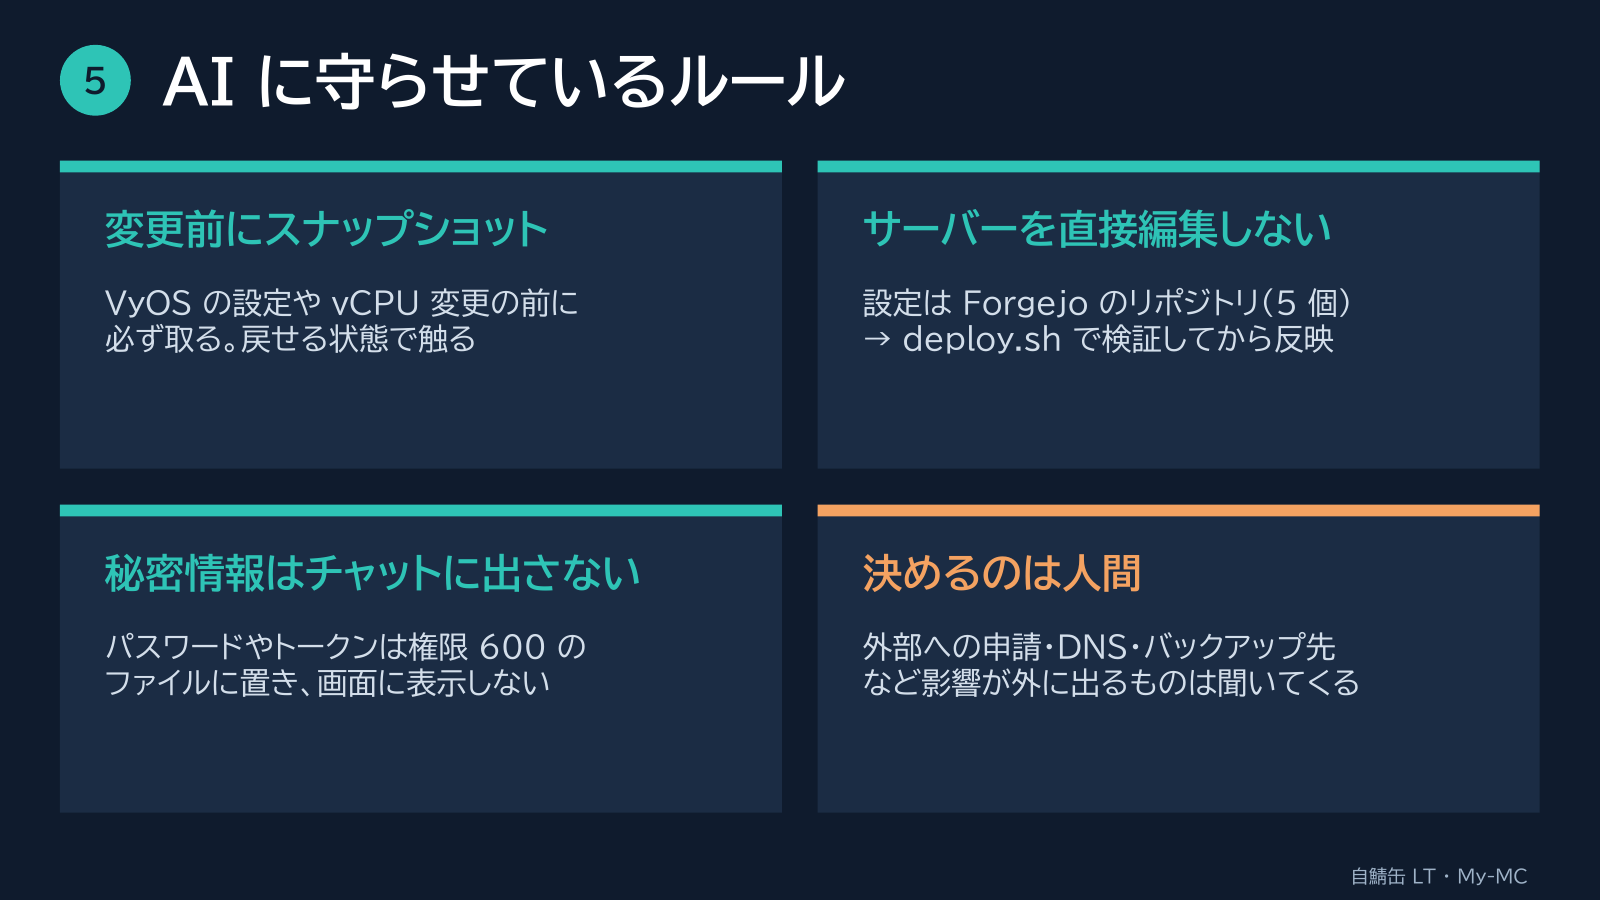 5
AI に守らせているルール
変更前にスナップショット
VyOS の設定や vCPU 変更の前に
必ず取る。戻せる状態で触る
サーバーを直接編集しない
設定は Forgejo のリポジトリ(5 個)
→ deploy.sh で検証してから反映
秘密情報はチャットに出さない
パスワードやトークンは権限 600 の
ファイルに置き、画面に表示しない
決めるのは人間
外部への申請・DNS・バックアップ先
など影響が外に出るものは聞いてくる
自鯖缶 LT · My-MC